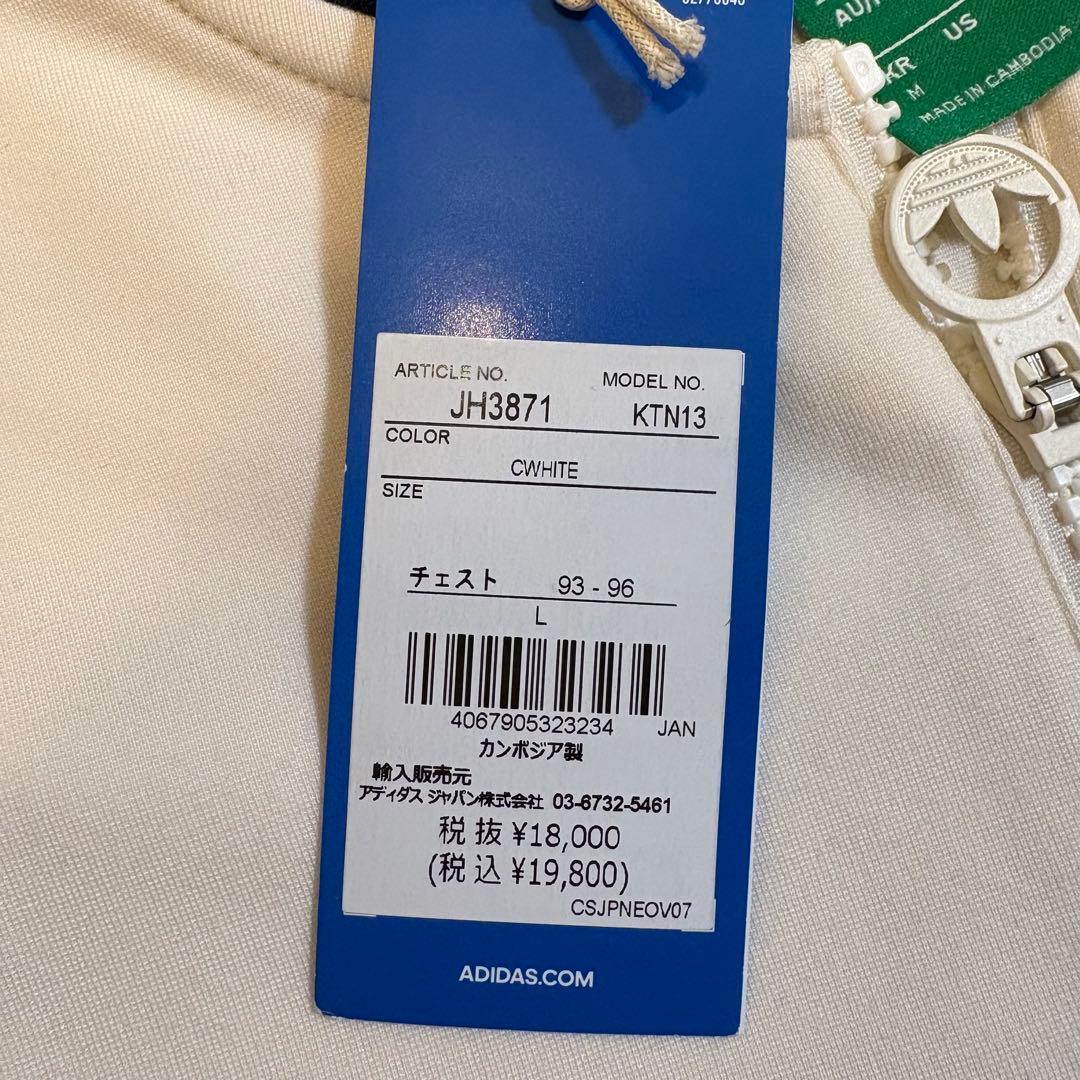 AU/
US
KR
M
MADE IN CAMBODIA
ARTICLE NO.
MODEL NO.
JH3871
KTN13
COLOR
CWHITE
SIZE
チェスト 93 - 96
L
4067905323234 JAN
カンボジア製
輸入販売元
アディダス ジャパン株式会社 03-6732-5461
税 抜 ¥18,000
(税 込 ¥19,800)
CSJPNEOV07
ADIDAS.COM